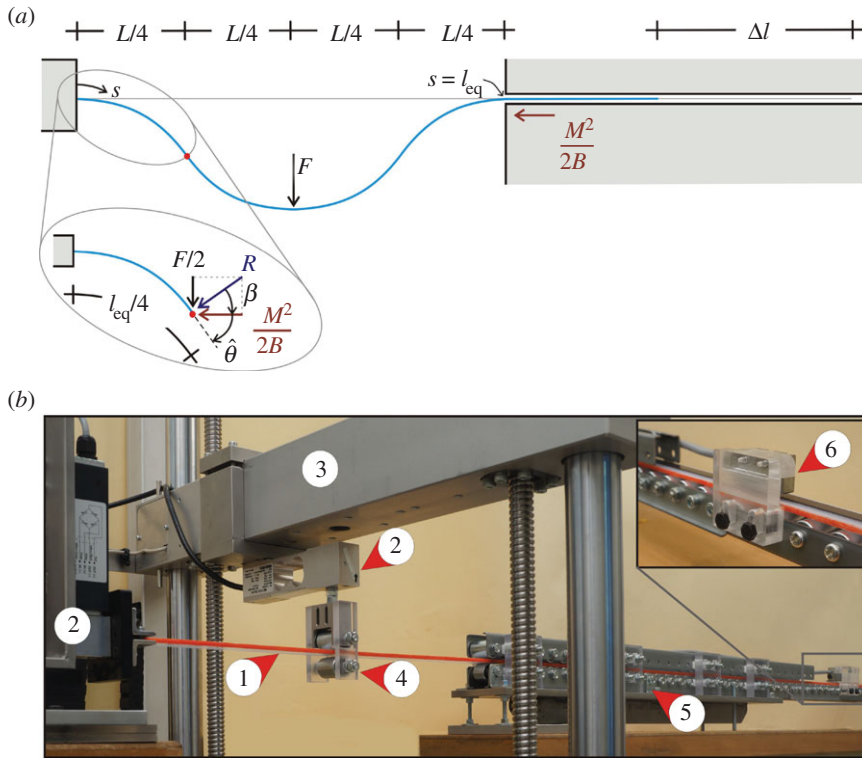 (a)
L/4 L/4 L/4 L/4 Δl
s s = l_eq
F M²/2B
F/2 R
l_eq/4 β M²/2B
θ̂
(b)
6
3
2
2
1 4
5